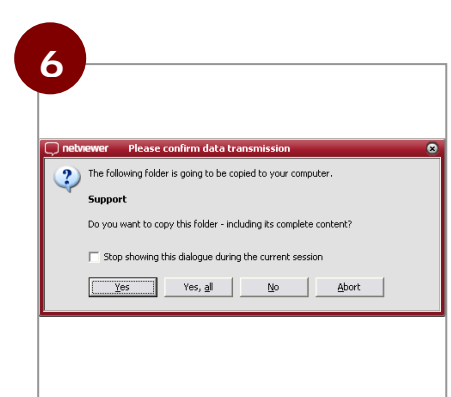 6
netviewer Please confirm data transmission
The following folder is going to be copied to your computer.
Support
Do you want to copy this folder - including its complete content?
Stop showing this dialogue during the current session
Yes Yes, all No Abort